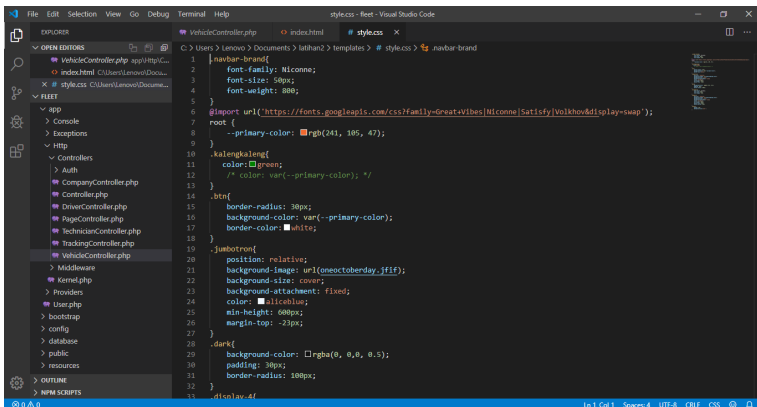 File Edit Selection View Go Debug Terminal Help
style.css - fleet - Visual Studio Code
EXPLORER
VehicleController.php
index.html
# style.css
OPEN EDITORS
VehicleController.php app\Http\C...
index.html C:\Users\Lenovo\Docu...
# style.css C:\Users\Lenovo\Docume...
FLEET
app
Console
Exceptions
Http
Controllers
Auth
CompanyController.php
Controller.php
DriverController.php
PageController.php
TechnicianController.php
TrackingController.php
VehicleController.php
Middleware
Kernel.php
Providers
User.php
bootstrap
config
database
public
resources
OUTLINE
NPM SCRIPTS
C: > Users > Lenovo > Documents > latihan2 > templates > # style.css > .navbar-brand
1 .navbar-brand{
2 font-family: Niconne;
3 font-size: 50px;
4 font-weight: 800;
5 }
6 @import url('https://fonts.googleapis.com/css?family=Great+Vibes|Niconne|Satisfy|Volkhov&display=swap');
7 root {
8 --primary-color: rgb(241, 105, 47);
9 }
10 .kalengkaleng{
11 color: green;
12 /* color: var(--primary-color); */
13 }
14 .btn{
15 border-radius: 30px;
16 background-color: var(--primary-color);
17 border-color: white;
18 }
19 .jumbotron{
20 position: relative;
21 background-image: url(oneoctoberday.jfif);
22 background-size: cover;
23 background-attachment: fixed;
24 color: aliceblue;
25 min-height: 600px;
26 margin-top: -23px;
27 }
28 .dark{
29 background-color: rgba(0, 0,0, 0.5);
30 padding: 30px;
31 border-radius: 100px;
32 }
33 .display-4{
0 0
Ln 1, Col 1 Spaces: 4 UTF-8 CRLF CSS